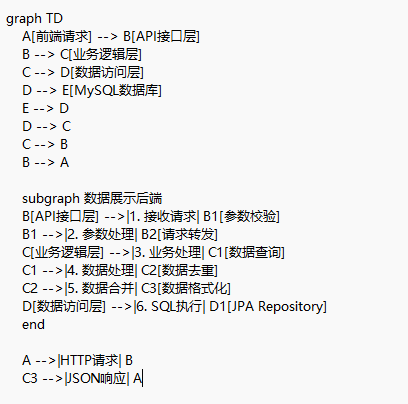 graph TD
A[前端请求] --> B[API接口层]
B --> C[业务逻辑层]
C --> D[数据访问层]
D --> E[MySQL数据库]
E --> D
D --> C
C --> B
B --> A
subgraph 数据展示后端
B[API接口层] -->|1. 接收请求| B1[参数校验]
B1 -->|2. 参数处理| B2[请求转发]
C[业务逻辑层] -->|3. 业务处理| C1[数据查询]
C1 -->|4. 数据处理| C2[数据去重]
C2 -->|5. 数据合并| C3[数据格式化]
D[数据访问层] -->|6. SQL执行| D1[JPA Repository]
end
A -->|HTTP请求| B
C3 -->|JSON响应| A